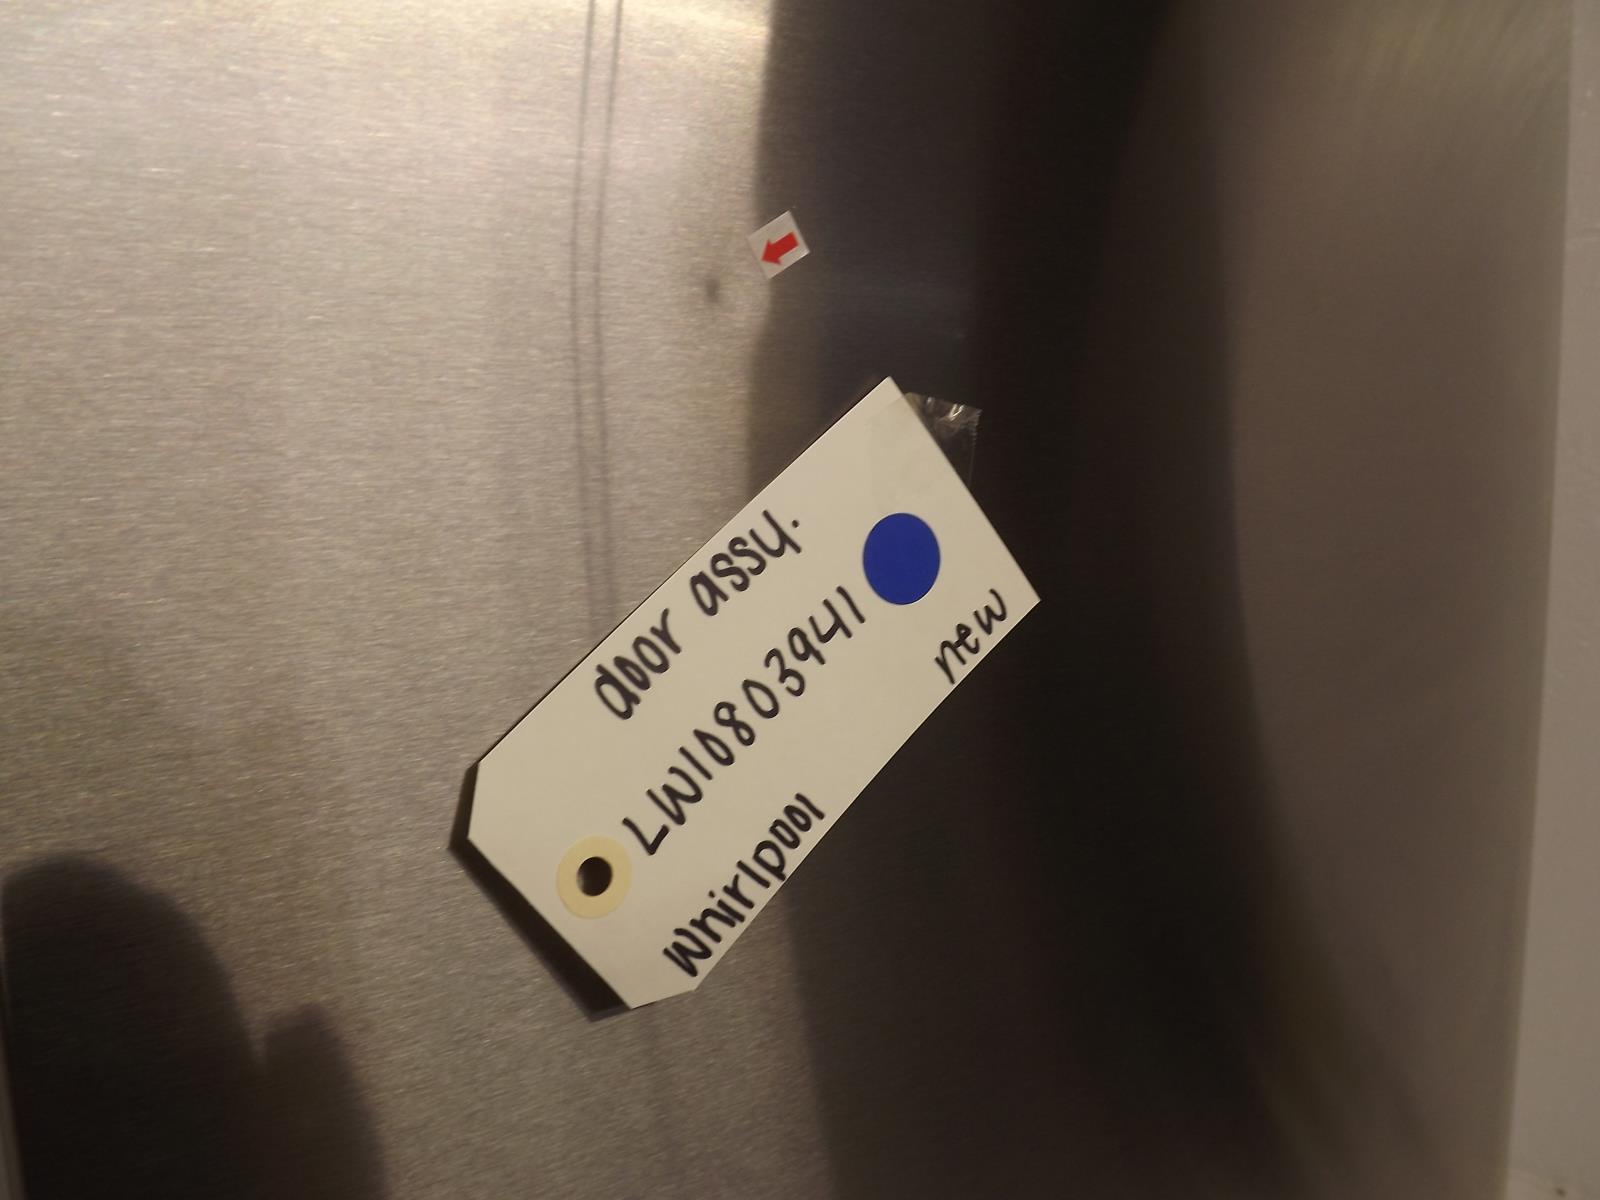 door assy.
LW10803941
new
Whirlpool